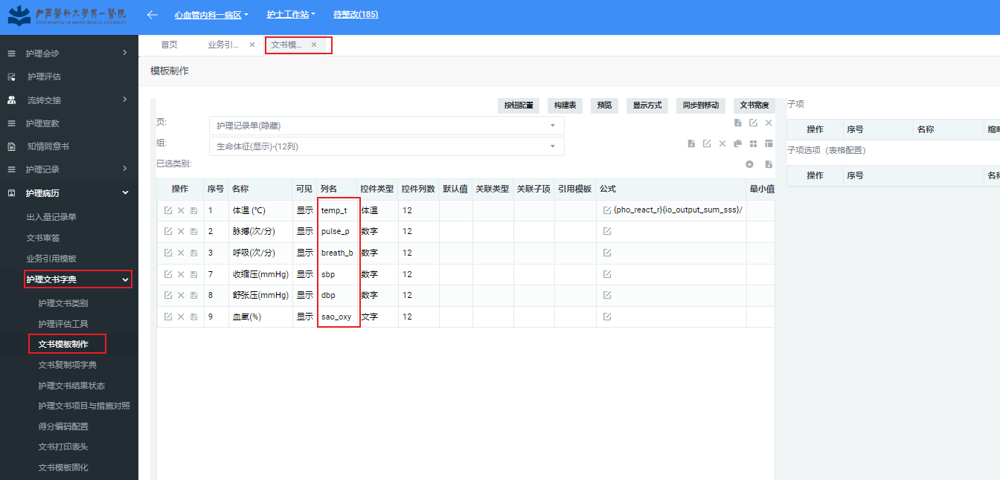 山西醫科大學第一醫院
FIRST HOSPITAL OF SHANXI MEDICAL UNIVERSITY
心血管内科一病区 护士工作站 待整改(185)
护理会诊
护理评估
流转交接
护理宣教
知情同意书
护理记录
护理病历
出入量记录单
文书审签
业务引用模板
护理文书字典
护理文书类别
护理评估工具
文书模板制作
文书复制项字典
护理文书结果状态
护理文书项目与措施对照
得分编码配置
文书打印表头
文书模板固化
首页 业务引... × 文书模... ×
模板制作
按钮配置 构建表 预览 显示方式 同步到移动 文书宽度
页: 护理记录单(隐藏)
组: 生命体征(显示)-(12列)
已选类别:
操作 序号 名称 可见 列名 控件类型 控件列数 默认值 关联类型 关联子顶 引用模板 公式 最小值
1 体温 (℃) 显示 temp_t 体温 12 {pho_react_r}{io_output_sum_sss}/
2 脉搏(次/分) 显示 pulse_p 数字 12
3 呼吸(次/分) 显示 breath_b 数字 12
7 收缩压(mmHg) 显示 sbp 数字 12
8 舒张压(mmHg) 显示 dbp 数字 12
9 血氧(%) 显示 sao_oxy 文字 12
子项
操作 序号 名称 缩略
子项选项（表格配置）
操作 序号 名称